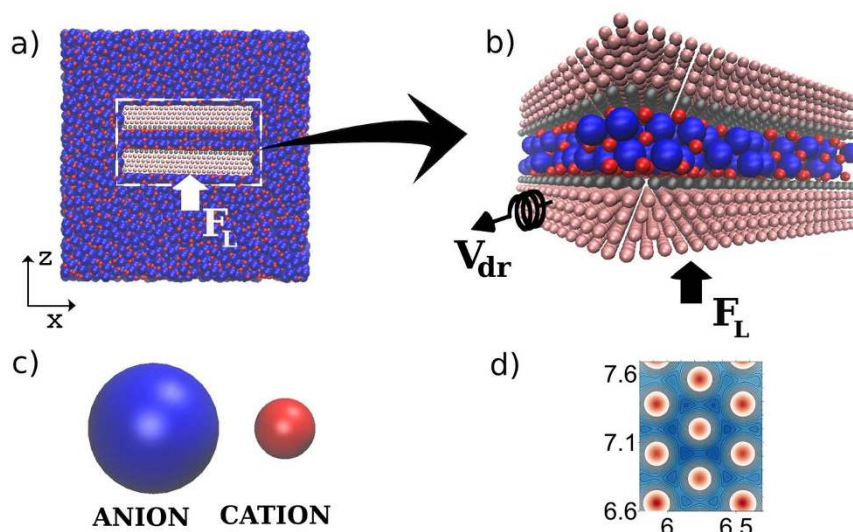 a)
F_L
z
x
b)
V_dr
F_L
c)
ANION CATION
d)
7.6
7.1
6.6
6 6.5